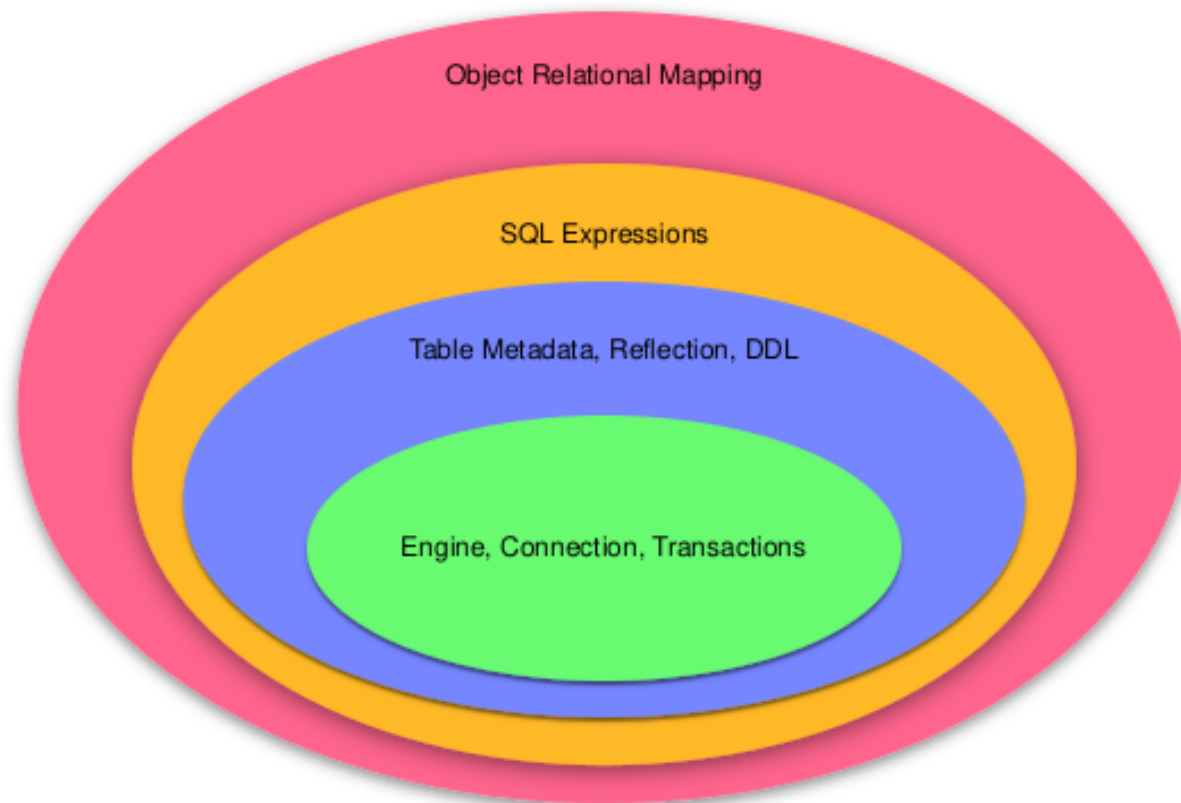 Object Relational Mapping
SQL Expressions
Table Metadata, Reflection, DDL
Engine, Connection, Transactions